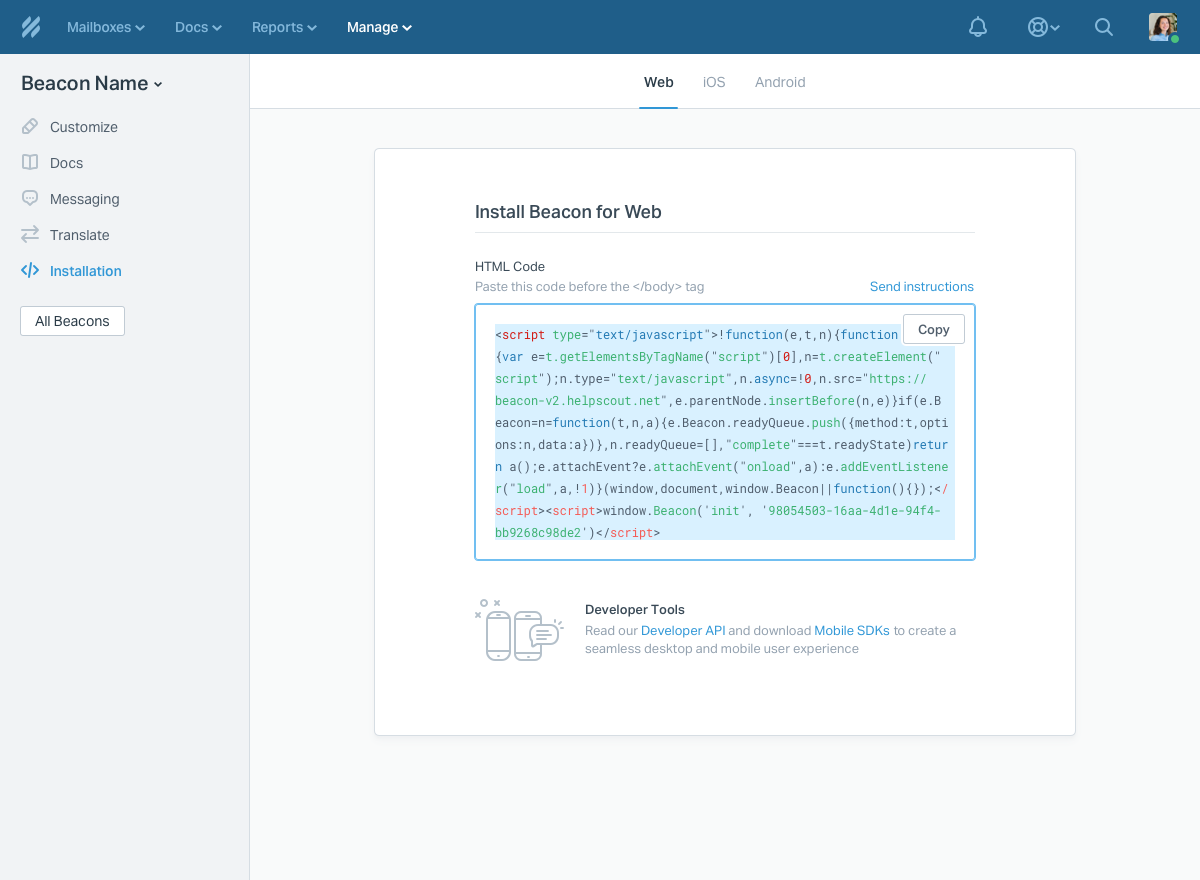 Mailboxes Docs Reports Manage
Beacon Name
Customize
Docs
Messaging
Translate
Installation
All Beacons
Web iOS Android
Install Beacon for Web
HTML Code
Paste this code before the </body> tag Send instructions
Copy
<script type="text/javascript">!function(e,t,n){function
{var e=t.getElementsByTagName("script")[0],n=t.createElement("
script");n.type="text/javascript",n.async=!0,n.src="https://
beacon-v2.helpscout.net",e.parentNode.insertBefore(n,e)}if(e.B
eacon=n=function(t,n,a){e.Beacon.readyQueue.push({method:t,opti
ons:n,data:a})},n.readyQueue=[],"complete"===t.readyState)retur
n a();e.attachEvent?e.attachEvent("onload",a):e.addEventListene
r("load",a,!1)}(window,document,window.Beacon||function(){});</
script><script>window.Beacon('init', '98054503-16aa-4d1e-94f4-
bb9268c98de2')</script>
Developer Tools
Read our Developer API and download Mobile SDKs to create a
seamless desktop and mobile user experience